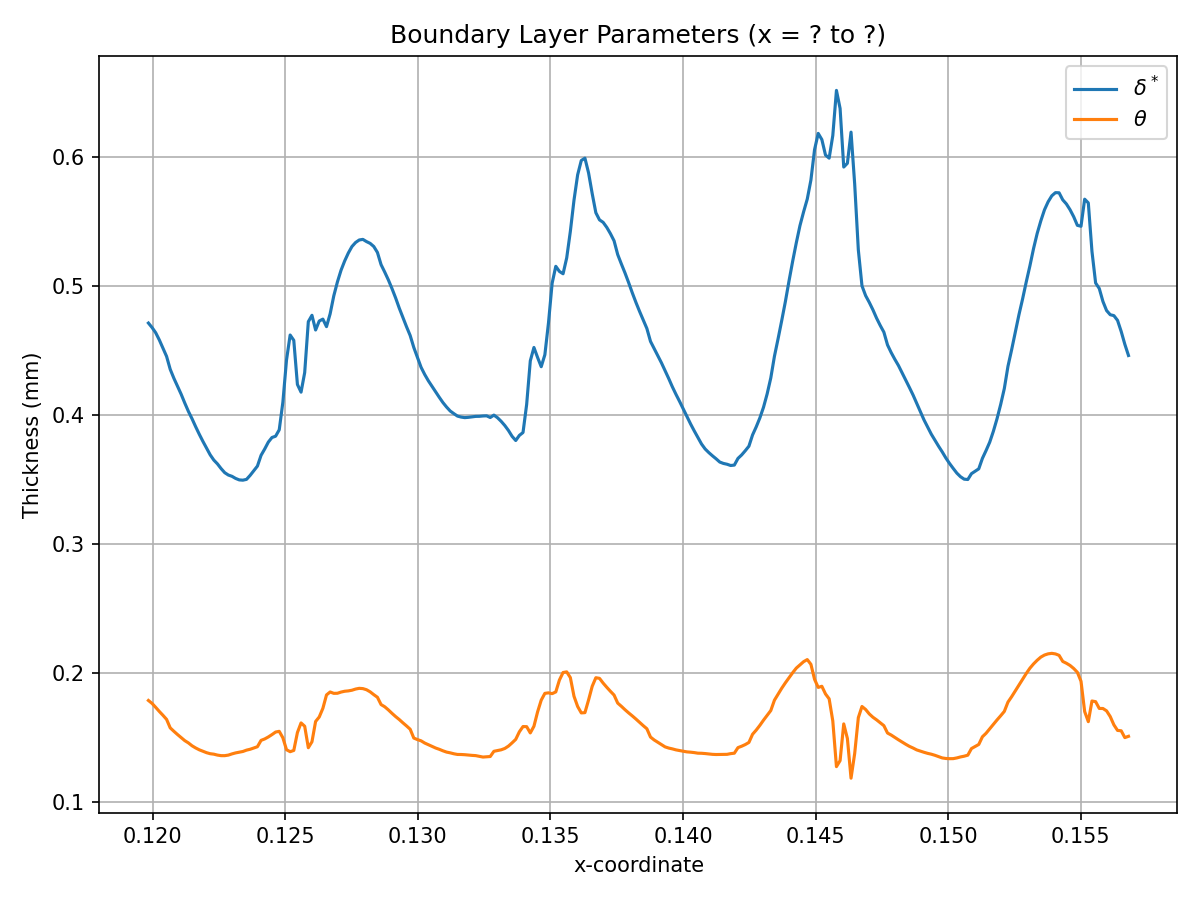 Boundary Layer Parameters (x = ? to ?)
δ*
θ
Thickness (mm)
0.6
0.5
0.4
0.3
0.2
0.1
0.120 0.125 0.130 0.135 0.140 0.145 0.150 0.155
x-coordinate